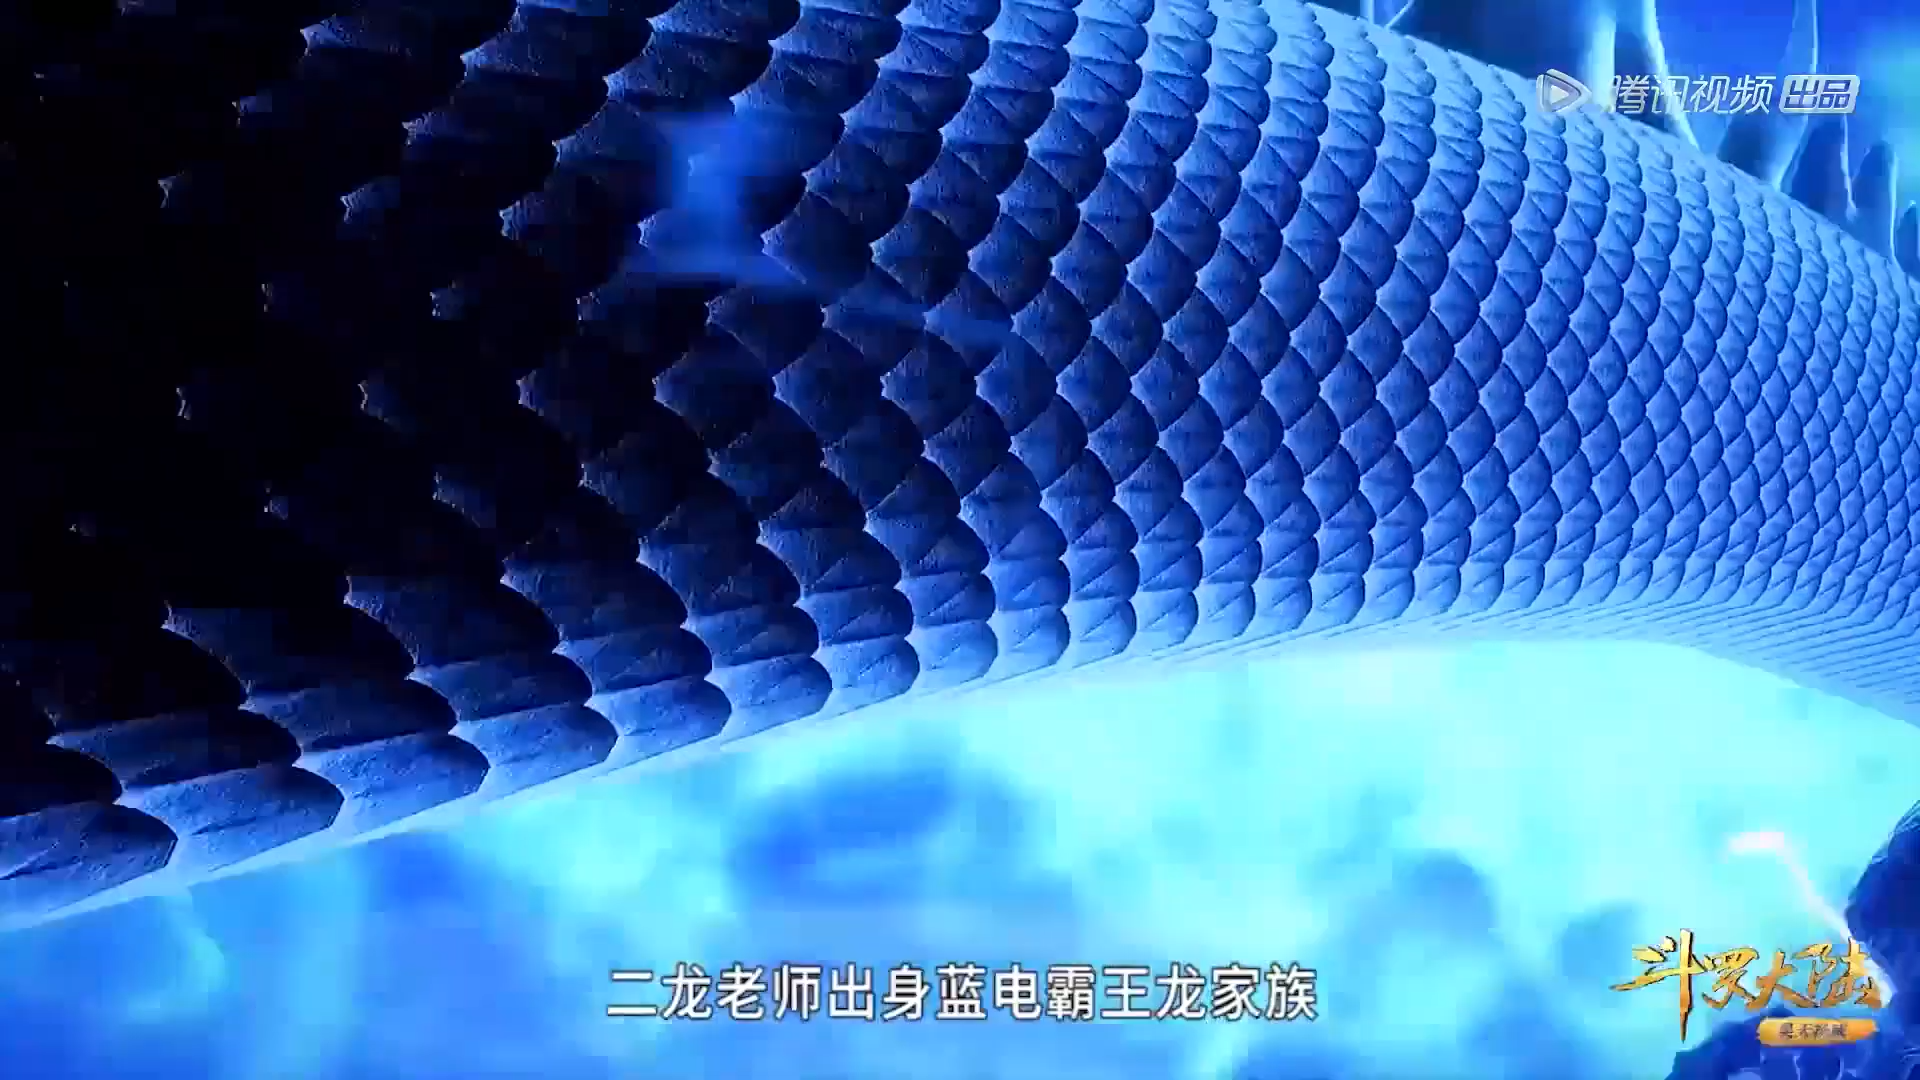 腾讯视频 出品
二龙老师出身蓝电霸王龙家族
斗罗大陆